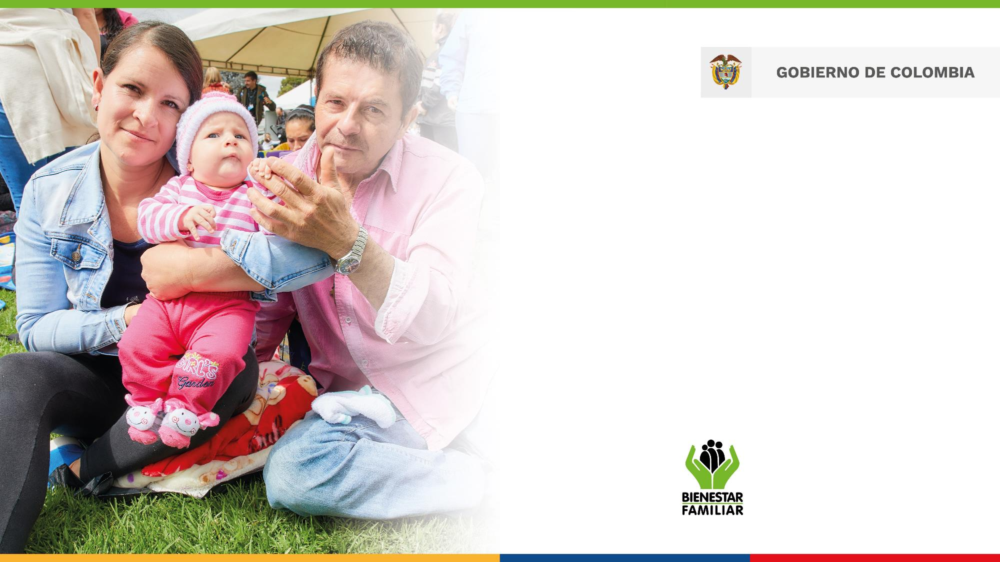 GOBIERNO DE COLOMBIA
GIRL'S
Garden
BIENESTAR
FAMILIAR